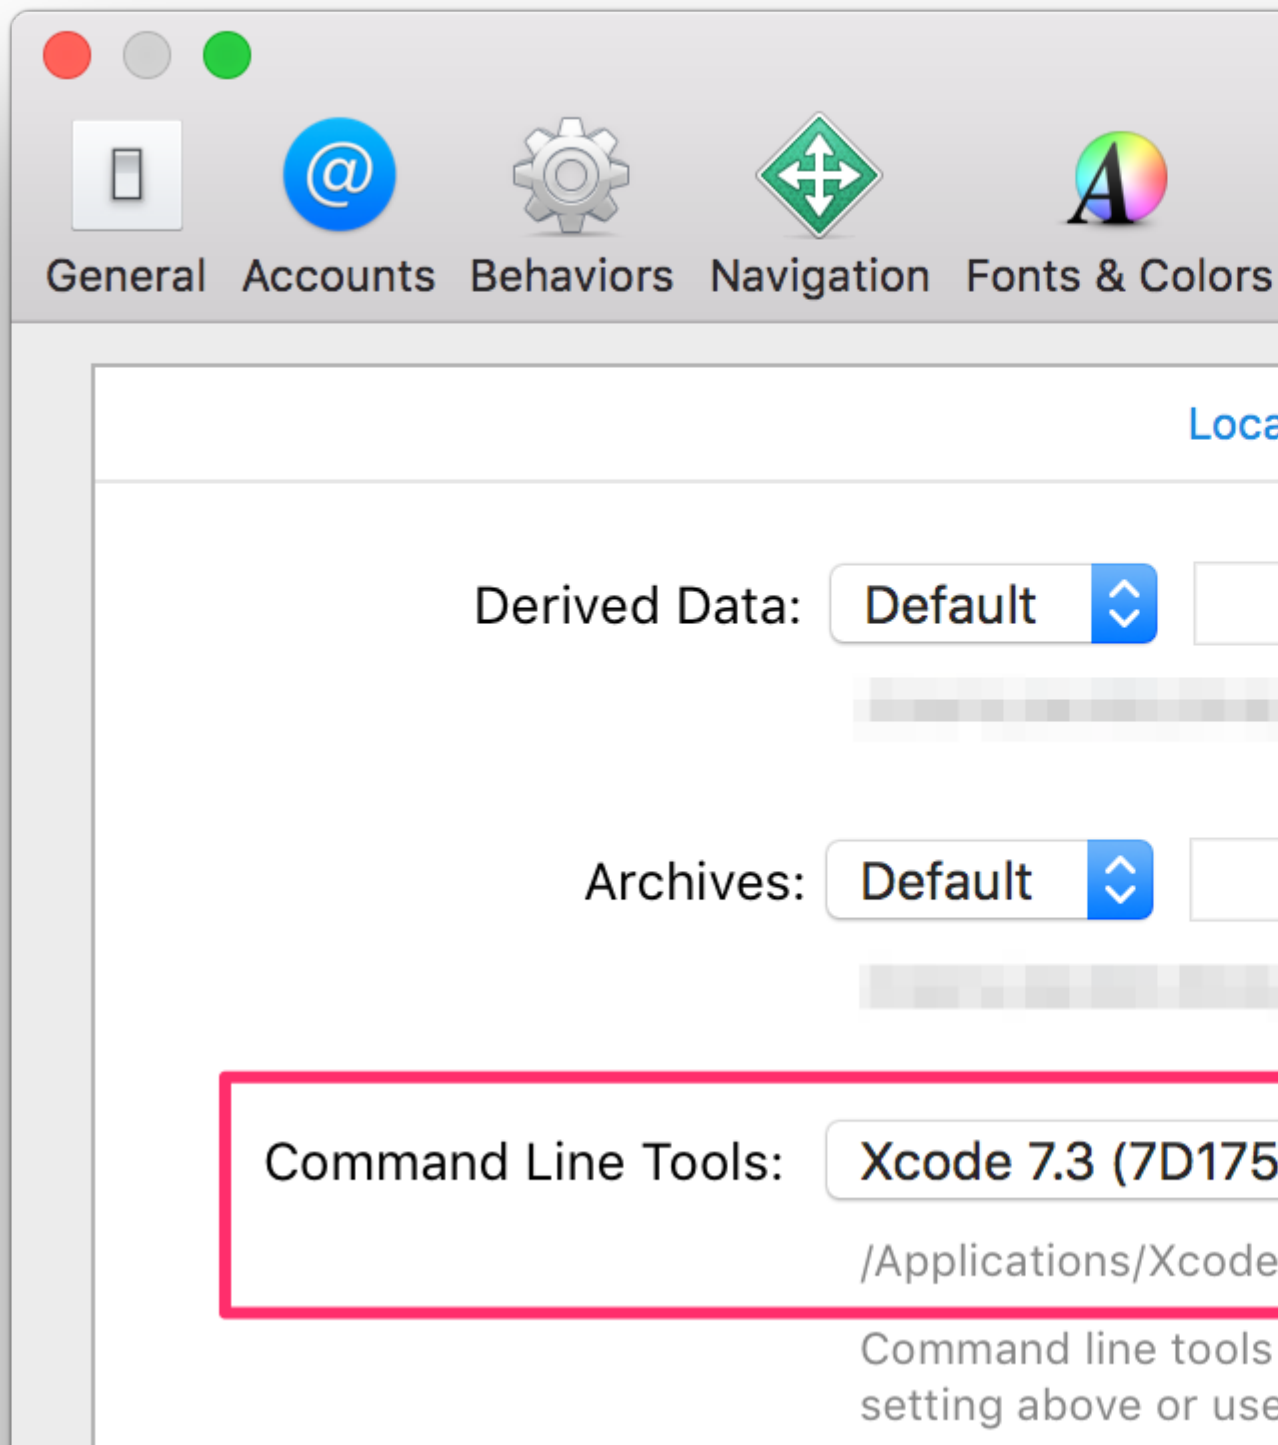 General Accounts Behaviors Navigation Fonts & Colors
Loca
Derived Data: Default
Archives: Default
Command Line Tools: Xcode 7.3 (7D175
/Applications/Xcode
Command line tools
setting above or use